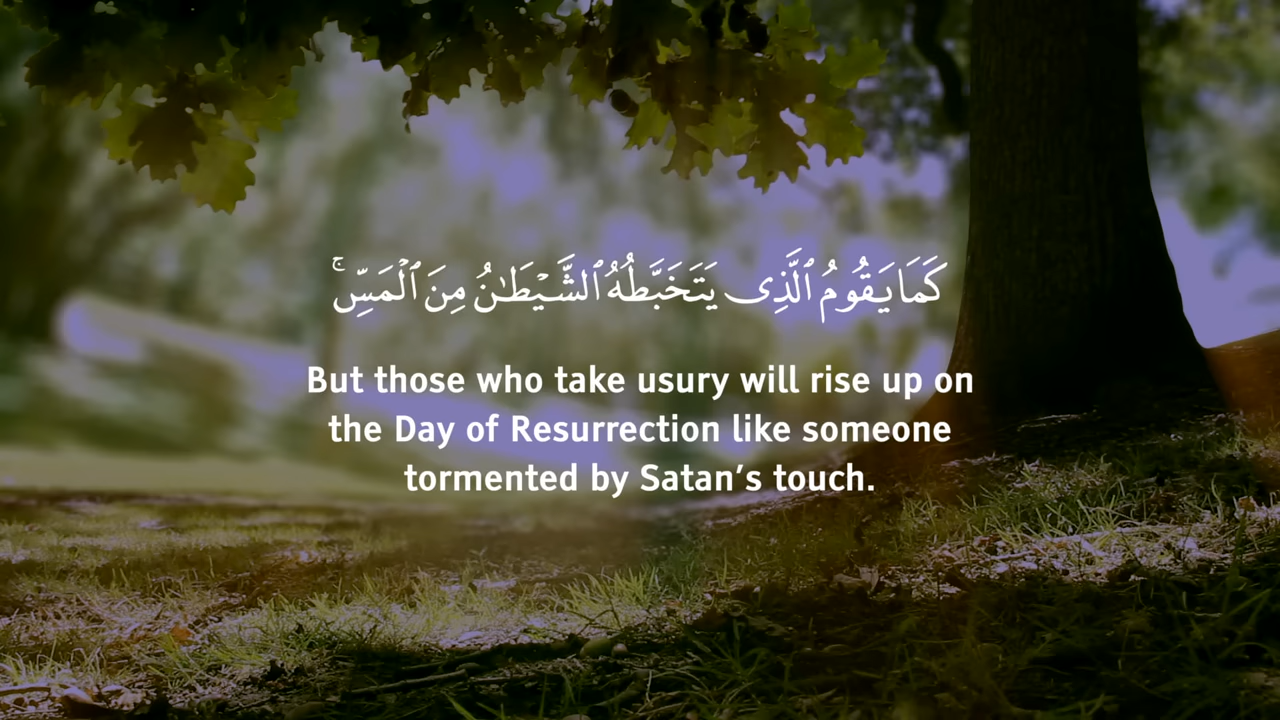 كَمَا يَقُومُ ٱلَّذِى يَتَخَبَّطُهُ ٱلشَّيْطَـٰنُ مِنَ ٱلْمَسِّ ۚ
But those who take usury will rise up on
the Day of Resurrection like someone
tormented by Satan’s touch.